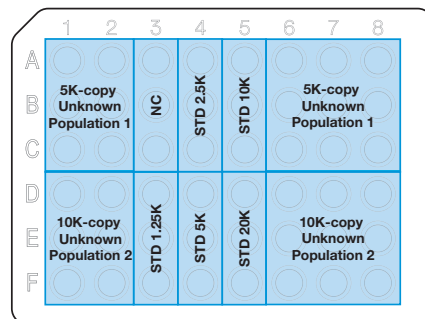 1 2 3 4 5 6 7 8
A
B
C
D
E
F
5K-copy
Unknown
Population 1
NC
STD 2.5K
STD 10K
5K-copy
Unknown
Population 1
10K-copy
Unknown
Population 2
STD 1.25K
STD 5K
STD 20K
10K-copy
Unknown
Population 2